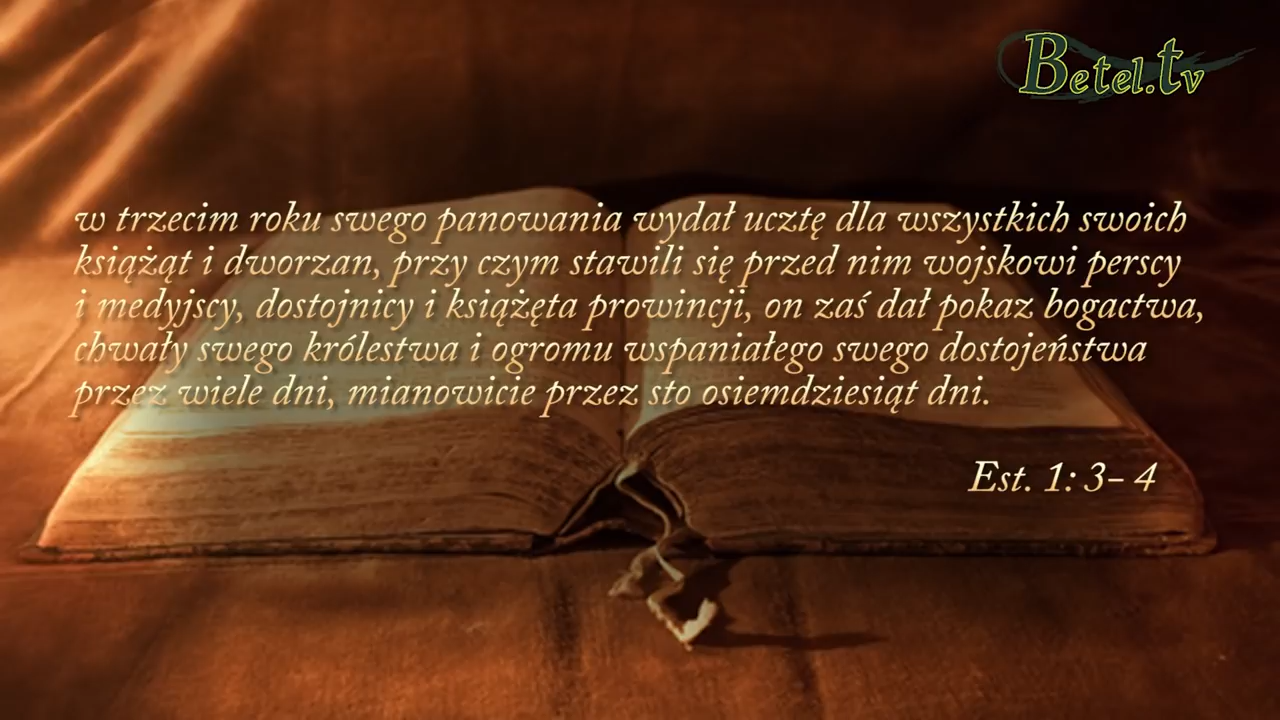 Betel.tv
w trzecim roku swego panowania wydał ucztę dla wszystkich swoich
książąt i dworzan, przy czym stawili się przed nim wojskowi perscy
i medyjscy, dostojnicy i książęta prowincji, on zaś dał pokaz bogactwa,
chwały swego królestwa i ogromu wspaniałego swego dostojeństwa
przez wiele dni, mianowicie przez sto osiemdziesiąt dni.
Est. 1: 3- 4